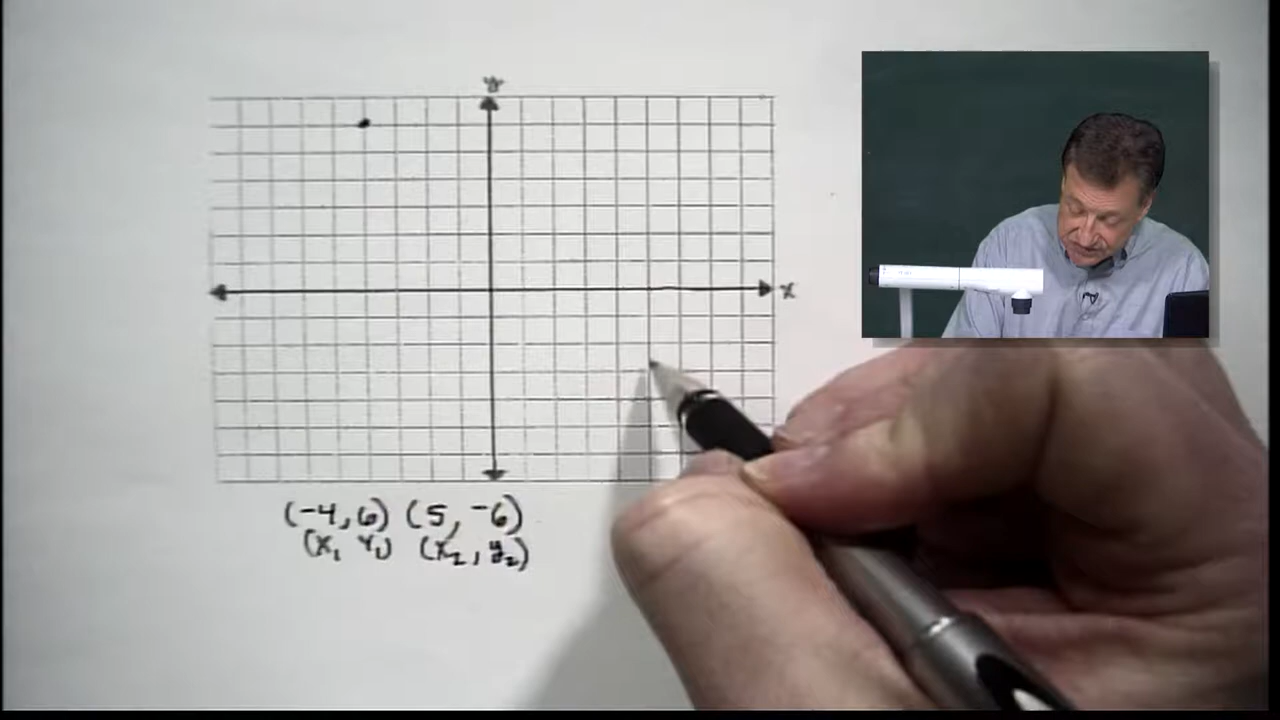 y
x
(-4,6) (5,-6)
(x₁ y₁) (x₂, y₂)